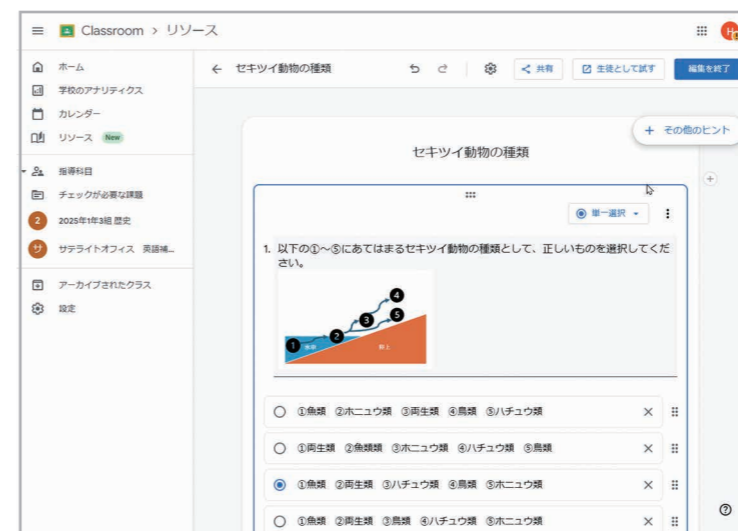 Classroom > リソース
H
ホーム
学校のアナリティクス
カレンダー
リソース New
指導科目
チェックが必要な課題
2 2025年1年3組 歴史
サ サテライトオフィス 英語補...
アーカイブされたクラス
設定
セキツイ動物の種類
共有
生徒として試す
編集を終了
+ その他のヒント
セキツイ動物の種類
単一選択
1. 以下の①～⑤にあてはまるセキツイ動物の種類として、正しいものを選択してくだ
さい。
1 2 3 4 5
陸上
①魚類 ②ホニュウ類 ③両生類 ④鳥類 ⑤ハチュウ類
①両生類 ②魚類類 ③ホニュウ類 ④ハチュウ類 ⑤鳥類
①魚類 ②両生類 ③ハチュウ類 ④鳥類 ⑤ホニュウ類
①魚類 ②両生類 ③鳥類 ④ハチュウ類 ⑤ホニュウ類